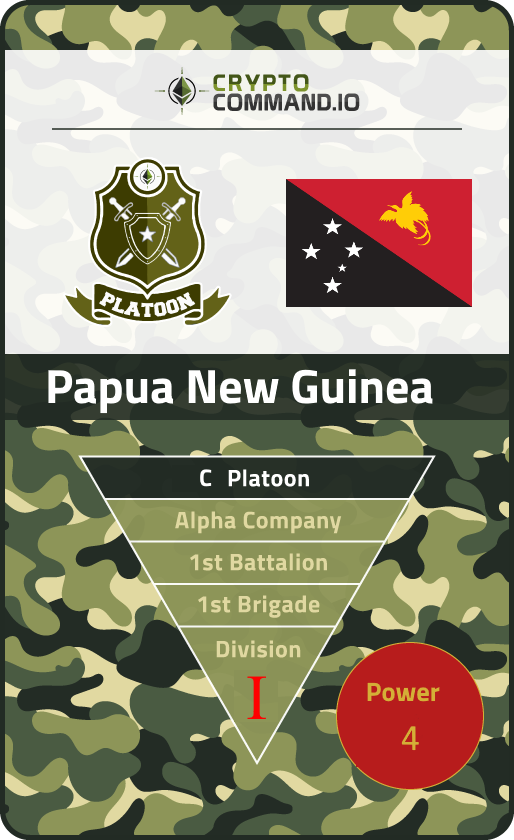 CRYPTO
COMMAND.IO
PLATOON
Papua New Guinea
C Platoon
Alpha Company
1st Battalion
1st Brigade
Division
I
Power
4